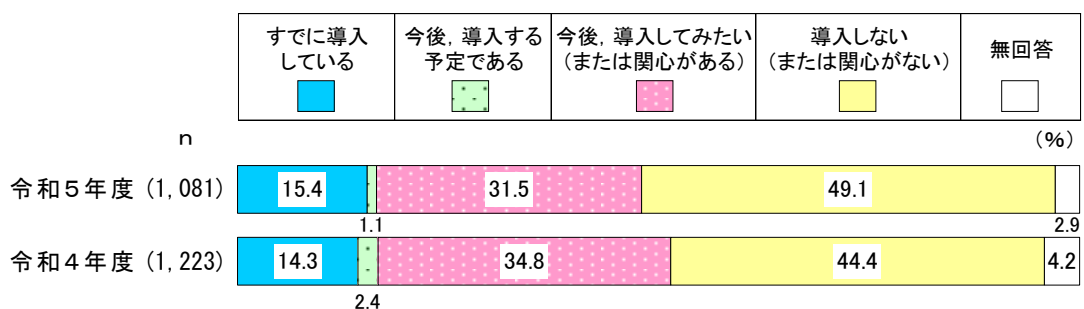 すでに導入
している
今後，導入する
予定である
今後，導入してみたい
（または関心がある）
導入しない
（または関心がない）
無回答
ｎ
(％)
令和５年度 (1,081)
15.4
1.1
31.5
49.1
2.9
令和４年度 (1,223)
14.3
2.4
34.8
44.4
4.2